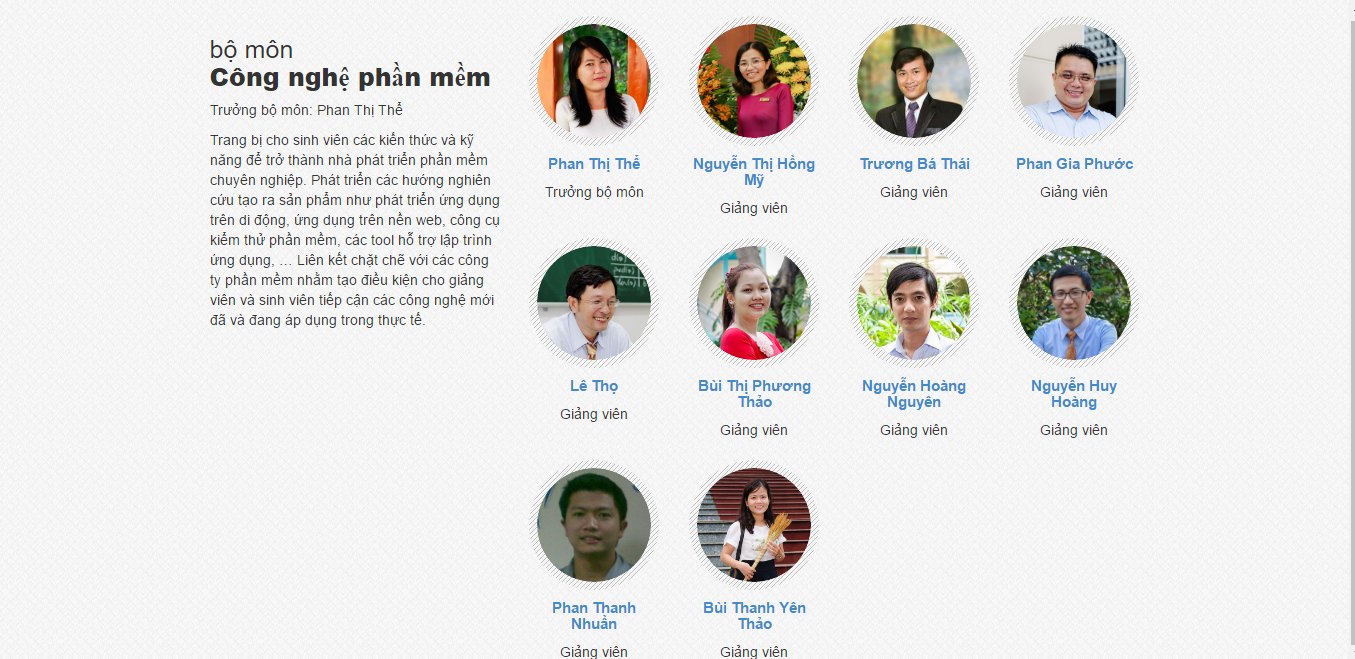 bộ môn
Công nghệ phần mềm
Trưởng bộ môn: Phan Thị Thể
Trang bị cho sinh viên các kiến thức và kỹ
năng để trở thành nhà phát triển phần mềm
chuyên nghiệp. Phát triển các hướng nghiên
cứu tạo ra sản phẩm như phát triển ứng dụng
trên di động, ứng dụng trên nền web, công cụ
kiểm thử phần mềm, các tool hỗ trợ lập trình
ứng dụng, … Liên kết chặt chẽ với các công
ty phần mềm nhằm tạo điều kiện cho giảng
viên và sinh viên tiếp cận các công nghệ mới
đã và đang áp dụng trong thực tế.
Phan Thị Thể
Trưởng bộ môn
Nguyễn Thị Hồng
Mỹ
Giảng viên
Trương Bá Thái
Giảng viên
Phan Gia Phước
Giảng viên
Lê Thọ
Giảng viên
Bùi Thị Phương
Thảo
Giảng viên
Nguyễn Hoàng
Nguyên
Giảng viên
Nguyễn Huy
Hoàng
Giảng viên
Phan Thanh
Nhuần
Giảng viên
Bùi Thanh Yên
Thảo
Giảng viên